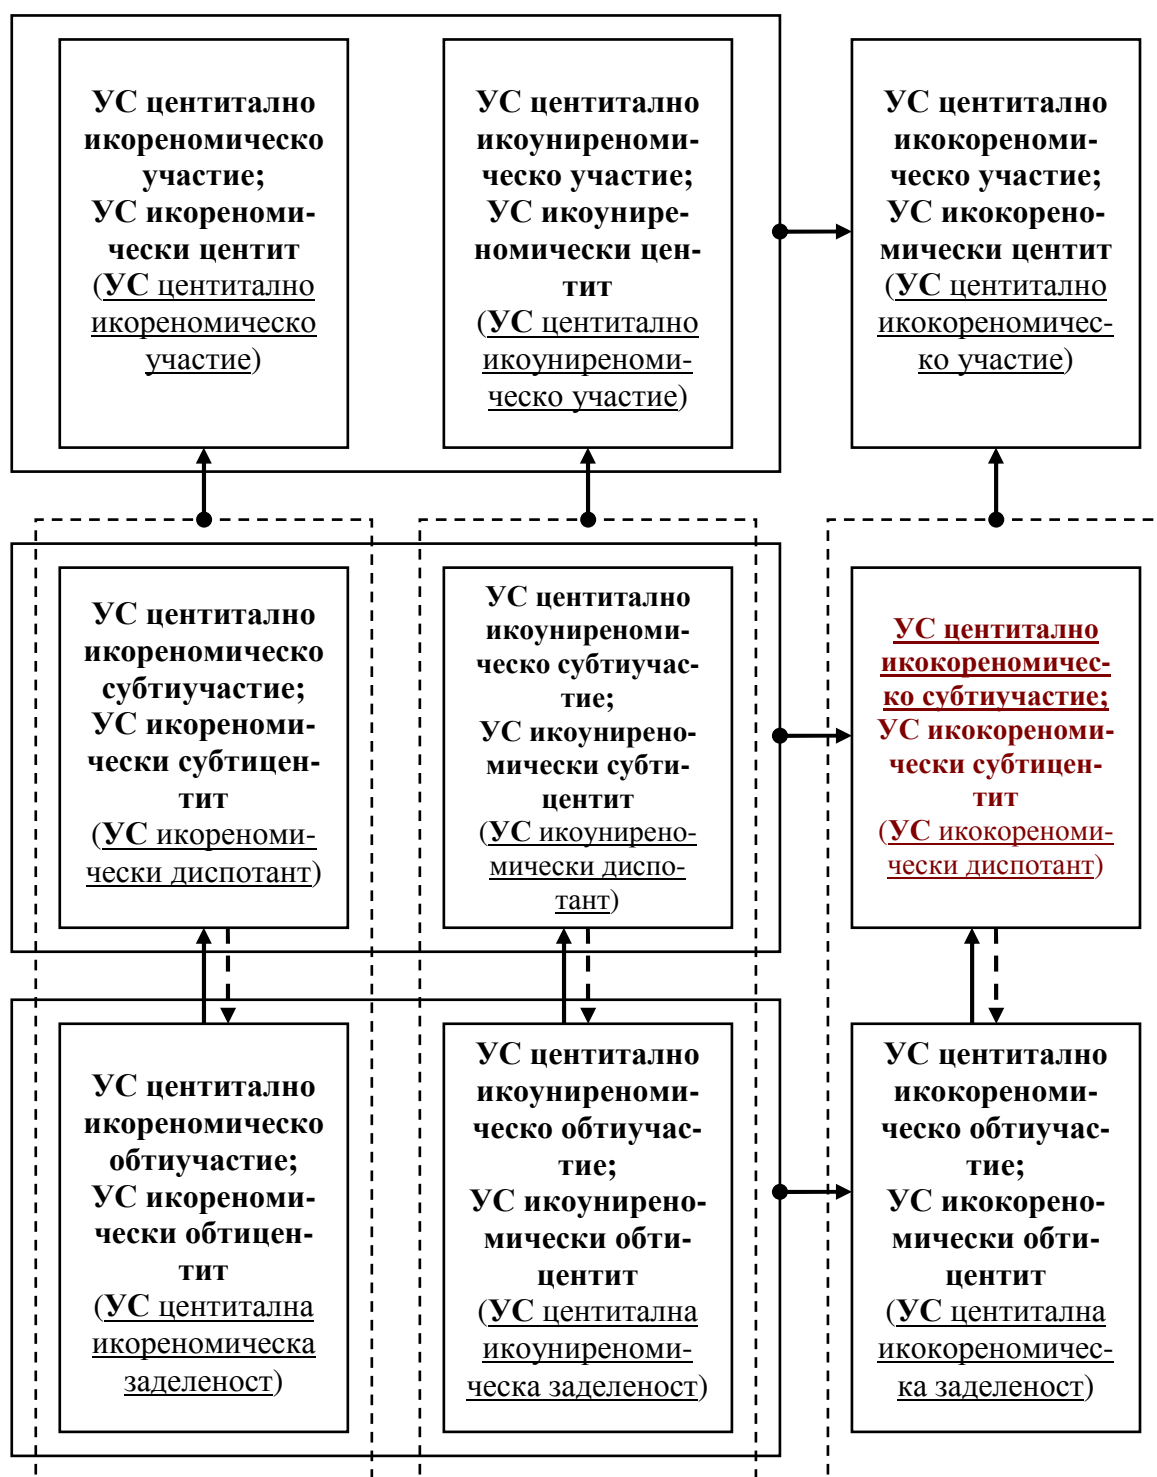 УС центитално
икореномическо
участие;
УС икореноми-
чески центит
(УС центитално
икореномическо
участие)
УС центитално
икоуниреноми-
ческо участие;
УС икоунире-
номически цен-
тит
(УС центитално
икоуниреноми-
ческо участие)
УС центитално
икокореноми-
ческо участие;
УС икокорено-
мически центит
(УС центитално
икокореномичес-
ко участие)
УС центитално
икореномическо
субтиучастие;
УС икореноми-
чески субтицен-
тит
(УС икореноми-
чески диспотант)
УС центитално
икоуниреноми-
ческо субтиучас-
тие;
УС икоунирено-
мически субти-
центит
(УС икоунирено-
мически диспо-
тант)
УС центитално
икокореномичес-
ко субтиучастие;
УС икокореноми-
чески субтицен-
тит
(УС икокореноми-
чески диспотант)
УС центитално
икореномическо
обтиучастие;
УС икореноми-
чески обтицен-
тит
(УС центитална
икореномическа
заделеност)
УС центитално
икоуниреноми-
ческо обтиучас-
тие;
УС икоунирено-
мически обти-
центит
(УС центитална
икоуниреноми-
ческа заделеност)
УС центитално
икокореноми-
ческо обтиучас-
тие;
УС икокорено-
мически обти-
центит
(УС центитална
икокореномичес-
ка заделеност)